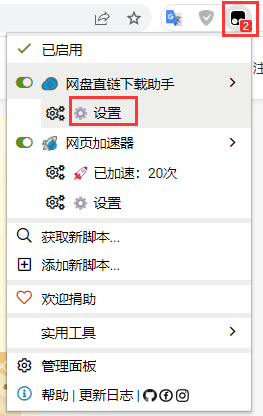 2
已启用
网盘直链下载助手
设置
网页加速器
已加速：20次
设置
获取新脚本...
添加新脚本...
欢迎捐助
实用工具
管理面板
帮助 | 更新日志 |